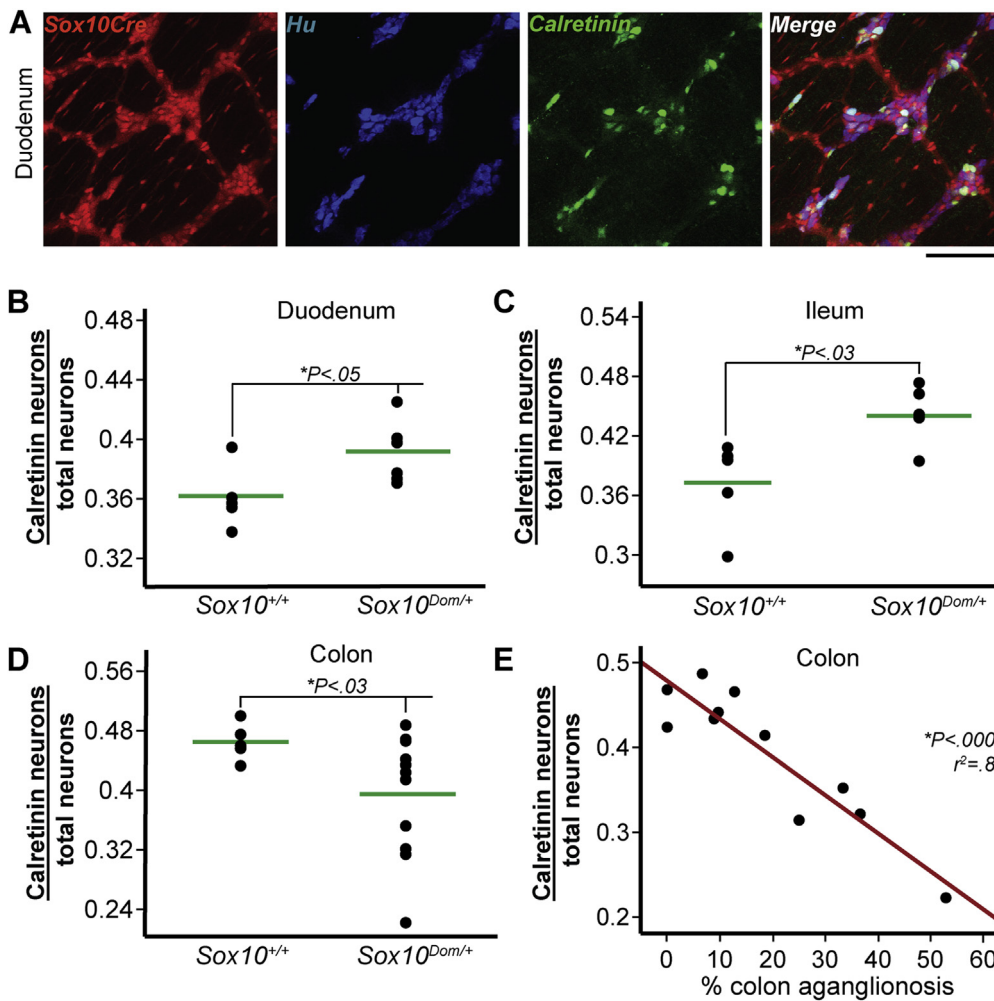 A
Sox10Cre
Hu
Calretinin
Merge
Duodenum
B
Duodenum
Calretinin neurons
total neurons
0.48
0.44
0.4
0.36
0.32
*P<.05
Sox10+/+
Sox10Dom/+
C
Ileum
Calretinin neurons
total neurons
0.54
0.48
0.42
0.36
0.3
*P<.03
Sox10+/+
Sox10Dom/+
D
Colon
Calretinin neurons
total neurons
0.56
0.48
0.4
0.32
0.24
*P<.03
Sox10+/+
Sox10Dom/+
E
Colon
Calretinin neurons
total neurons
0.5
0.4
0.3
0.2
*P<.000
r2=.8
0 10 20 30 40 50 60
% colon aganglionosis